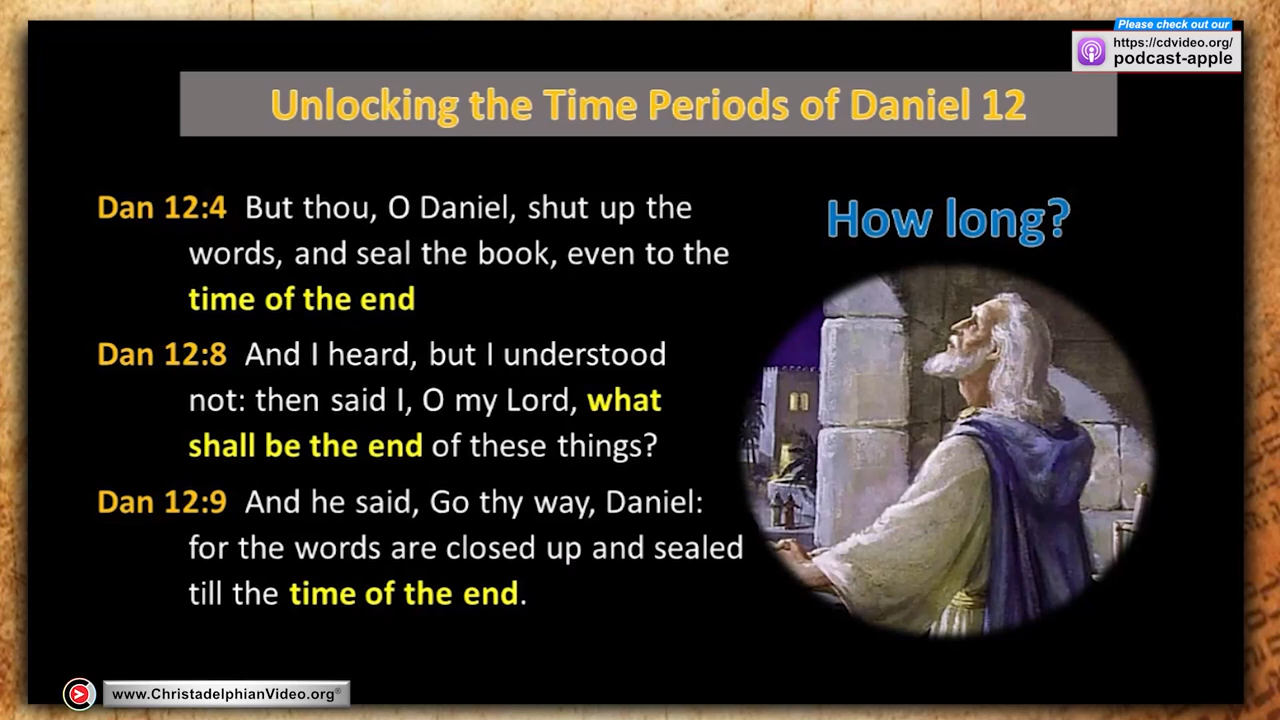 Please check out our
https://cdvideo.org/
podcast-apple
Unlocking the Time Periods of Daniel 12
Dan 12:4 But thou, O Daniel, shut up the
words, and seal the book, even to the
time of the end
Dan 12:8 And I heard, but I understood
not: then said I, O my Lord, what
shall be the end of these things?
Dan 12:9 And he said, Go thy way, Daniel:
for the words are closed up and sealed
till the time of the end.
How long?
www.ChristadelphianVideo.org®